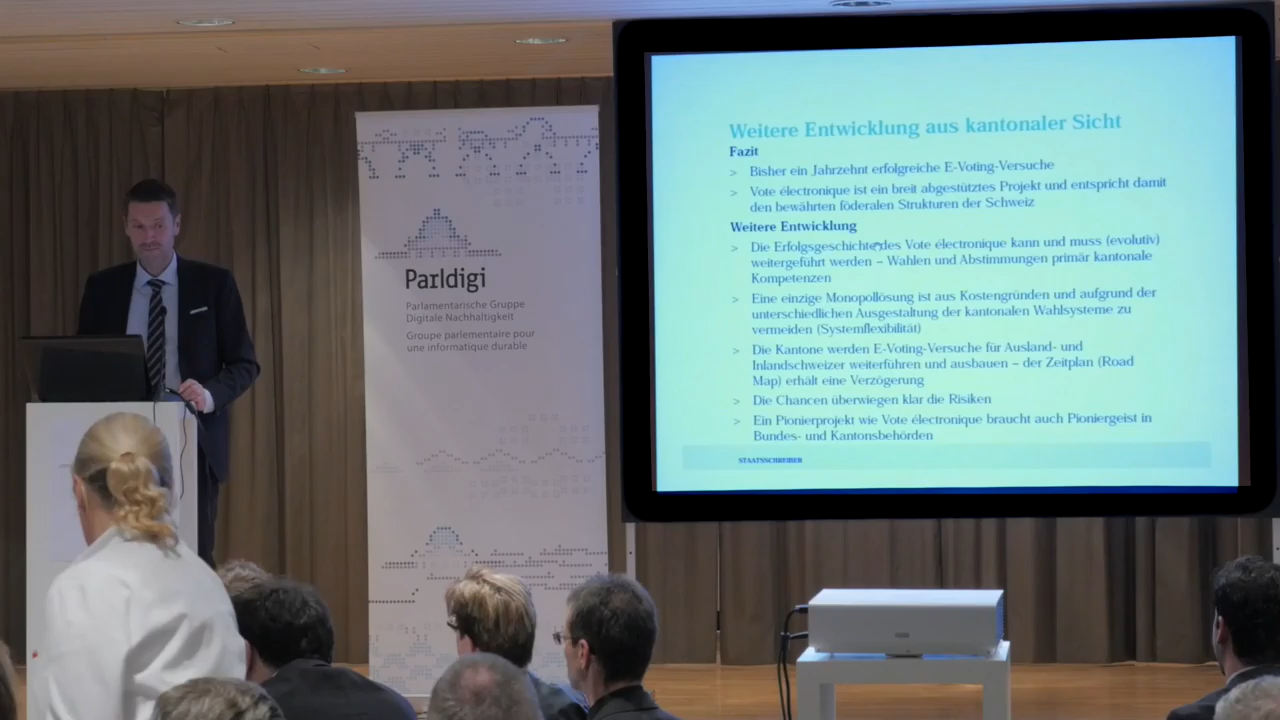 Parldigi
Parlamentarische Gruppe
Digitale Nachhaltigkeit
Groupe parlementaire pour
une informatique durable
Weitere Entwicklung aus kantonaler Sicht
Fazit
> Bisher ein Jahrzehnt erfolgreiche E-Voting-Versuche
> Vote électronique ist ein breit abgestütztes Projekt und entspricht damit
den bewährten föderalen Strukturen der Schweiz
Weitere Entwicklung
> Die Erfolgsgeschichte des Vote électronique kann und muss (evolutiv)
weitergeführt werden – Wahlen und Abstimmungen primär kantonale
Kompetenzen
> Eine einzige Monopollösung ist aus Kostengründen und aufgrund der
unterschiedlichen Ausgestaltung der kantonalen Wahlsysteme zu
vermeiden (Systemflexibilität)
> Die Kantone werden E-Voting-Versuche für Ausland- und
Inlandschweizer weiterführen und ausbauen – der Zeitplan (Road
Map) erhält eine Verzögerung
> Die Chancen überwiegen klar die Risiken
> Ein Pionierprojekt wie Vote électronique braucht auch Pioniergeist in
Bundes- und Kantonsbehörden
STAATSSCHREIBER